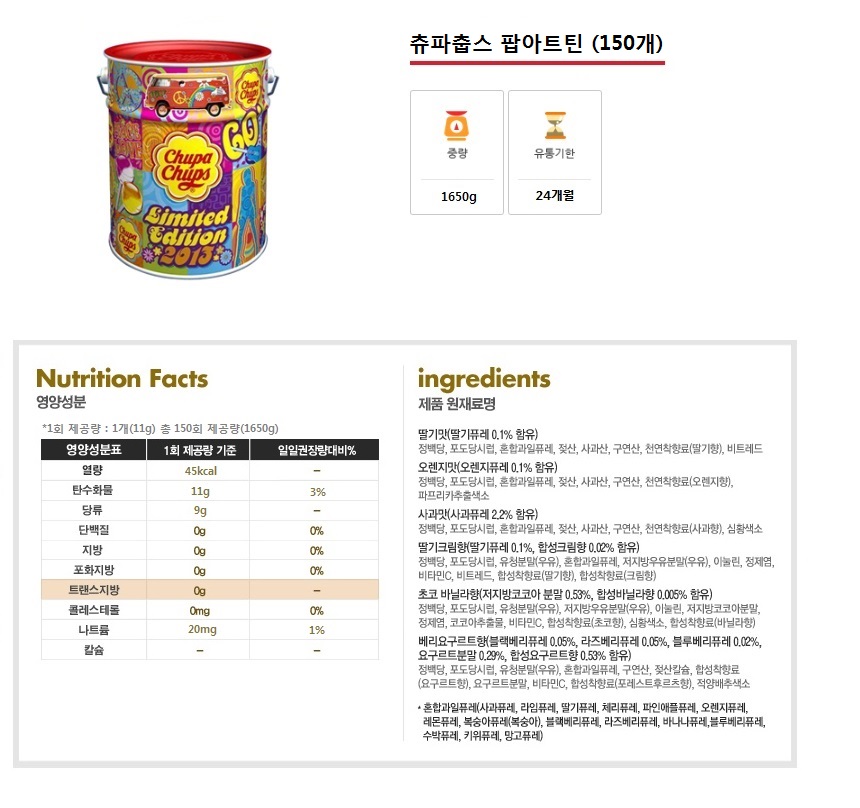 츄파춥스 팝아트틴 (150개)
중량
유통기한
1650g
24개월
Chupa
Chups
Chupa
Chups
Limited
Edition
2013
Chupa
Chups
Nutrition Facts
영양성분
*1회 제공량 : 1개(11g) 총 150회 제공량(1650g)
영양성분표 1회 제공량 기준 일일권장량대비%
열량 45kcal –
탄수화물 11g 3%
당류 9g –
단백질 0g 0%
지방 0g 0%
포화지방 0g 0%
트랜스지방 0g –
콜레스테롤 0mg 0%
나트륨 20mg 1%
칼슘 – –
ingredients
제품 원재료명
딸기맛(딸기퓨레 0.1% 함유)
정백당, 포도당시럽, 혼합과일퓨레, 젖산, 사과산, 구연산, 천연착향료(딸기향), 비트레드
오렌지맛(오렌지퓨레 0.1% 함유)
정백당, 포도당시럽, 혼합과일퓨레, 젖산, 사과산, 구연산, 천연착향료(오렌지향),
파프리카추출색소
사과맛(사과퓨레 2.2% 함유)
정백당, 포도당시럽, 혼합과일퓨레, 젖산, 사과산, 구연산, 천연착향료(사과향), 심황색소
딸기크림향(딸기퓨레 0.1%, 합성크림향 0.02% 함유)
정백당, 포도당시럽, 유청분말(우유), 혼합과일퓨레, 저지방우유분말(우유), 이눌린, 정제염,
비타민C, 비트레드, 합성착향료(딸기향), 합성착향료(크림향)
초코 바닐라향(저지방코코아 분말 0.53%, 합성바닐라향 0.005% 함유)
정백당, 포도당시럽, 유청분말(우유), 저지방우유분말(우유), 이눌린, 저지방코코아분말,
정제염, 코코아추출물, 비타민C, 합성착향료(초코향), 심황색소, 합성착향료(바닐라향)
베리요구르트향(블랙베리퓨레 0.05%, 라즈베리퓨레 0.05%, 블루베리퓨레 0.02%,
요구르트분말 0.29%, 합성요구르트향 0.53% 함유)
정백당, 포도당시럽, 유청분말(우유), 혼합과일퓨레, 구연산, 젖산칼슘, 합성착향료
(요구르트향), 요구르트분말, 비타민C, 합성착향료(포레스트후르츠향), 적양배추색소
* 혼합과일퓨레(사과퓨레, 라임퓨레, 딸기퓨레, 체리퓨레, 파인애플퓨레, 오렌지퓨레,
레몬퓨레, 복숭아퓨레(복숭아), 블랙베리퓨레, 라즈베리퓨레, 바나나퓨레,블루베리퓨레,
수박퓨레, 키위퓨레, 망고퓨레)